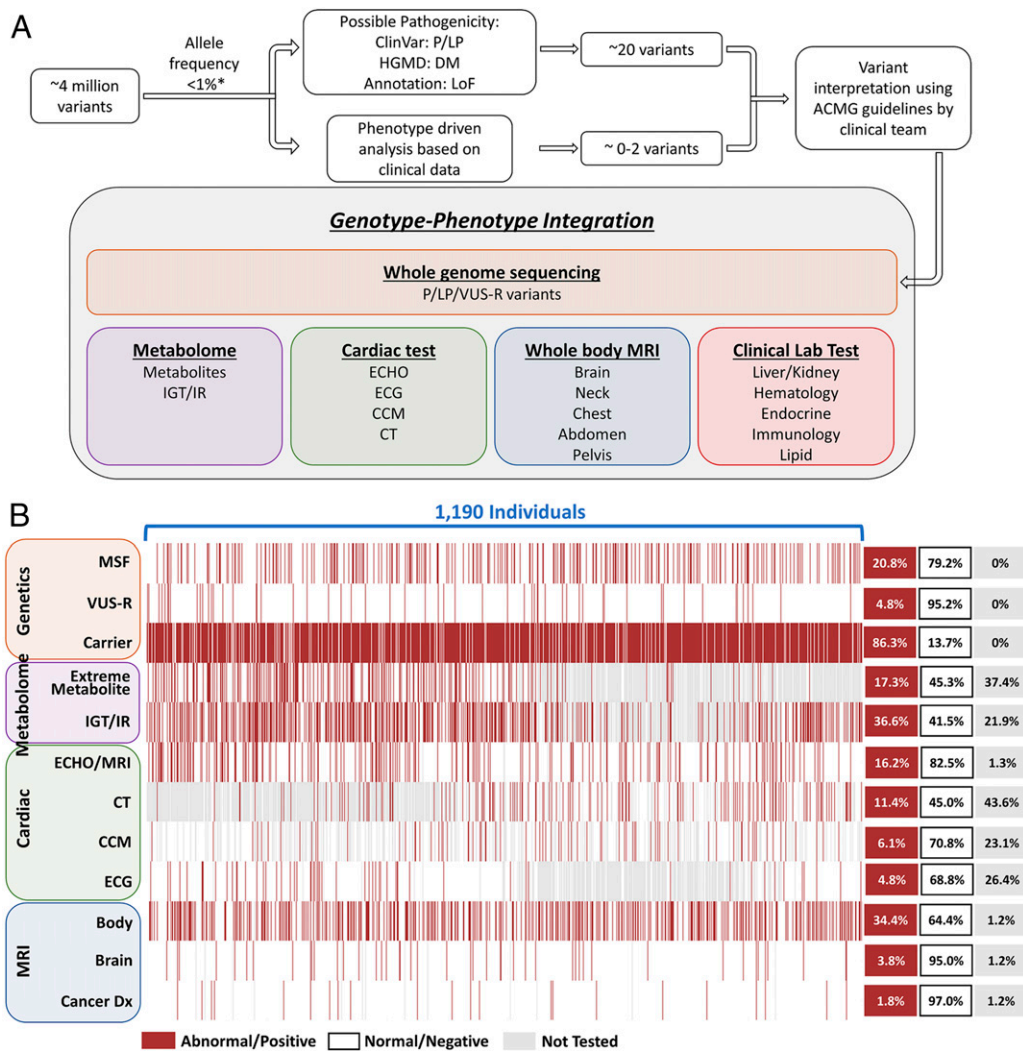 A
~4 million
variants
Allele
frequency
<1%*
Possible Pathogenicity:
ClinVar: P/LP
HGMD: DM
Annotation: LoF
~20 variants
Phenotype driven
analysis based on
clinical data
~ 0-2 variants
Variant
interpretation using
ACMG guidelines by
clinical team
Genotype-Phenotype Integration
Whole genome sequencing
P/LP/VUS-R variants
Metabolome
Metabolites
IGT/IR
Cardiac test
ECHO
ECG
CCM
CT
Whole body MRI
Brain
Neck
Chest
Abdomen
Pelvis
Clinical Lab Test
Liver/Kidney
Hematology
Endocrine
Immunology
Lipid
B
1,190 Individuals
Genetics
MSF 20.8% 79.2% 0%
VUS-R 4.8% 95.2% 0%
Carrier 86.3% 13.7% 0%
Metabolome
Extreme
Metabolite 17.3% 45.3% 37.4%
IGT/IR 36.6% 41.5% 21.9%
Cardiac
ECHO/MRI 16.2% 82.5% 1.3%
CT 11.4% 45.0% 43.6%
CCM 6.1% 70.8% 23.1%
ECG 4.8% 68.8% 26.4%
MRI
Body 34.4% 64.4% 1.2%
Brain 3.8% 95.0% 1.2%
Cancer Dx 1.8% 97.0% 1.2%
Abnormal/Positive Normal/Negative Not Tested